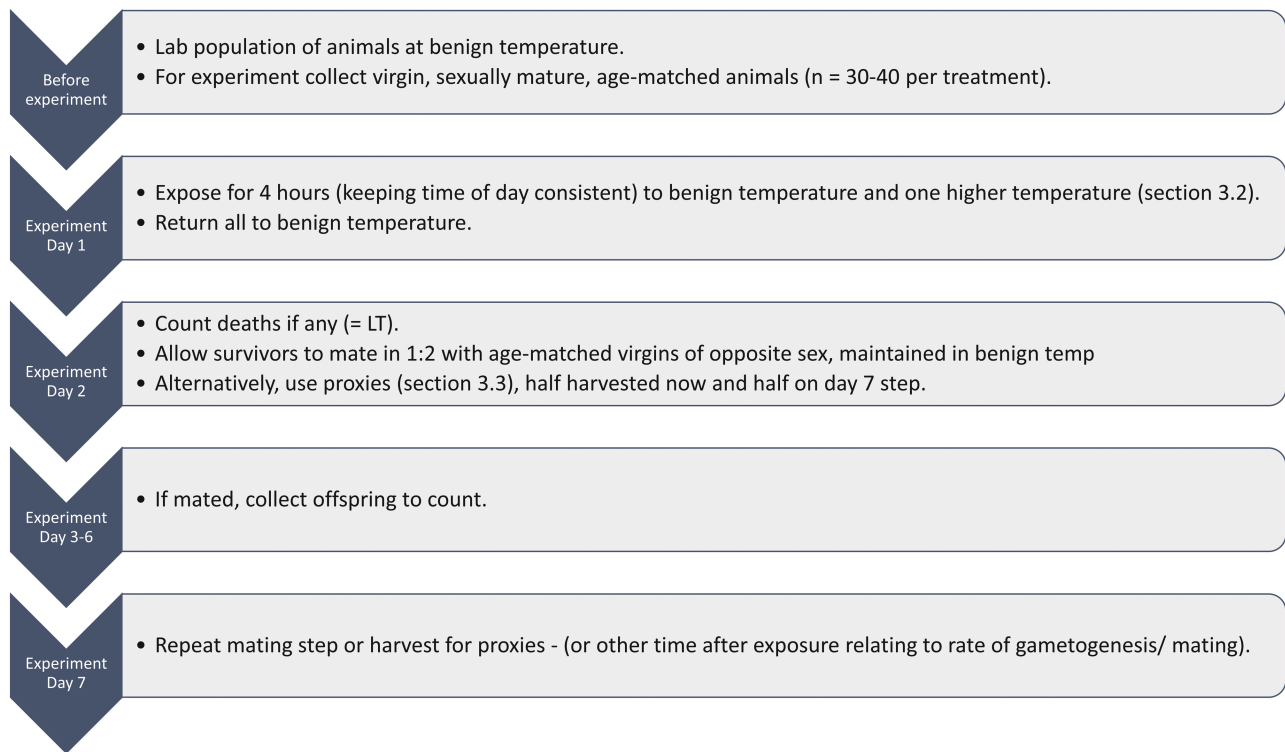 Before
experiment
• Lab population of animals at benign temperature.
• For experiment collect virgin, sexually mature, age-matched animals (n = 30-40 per treatment).
Experiment
Day 1
• Expose for 4 hours (keeping time of day consistent) to benign temperature and one higher temperature (section 3.2).
• Return all to benign temperature.
Experiment
Day 2
• Count deaths if any (= LT).
• Allow survivors to mate in 1:2 with age-matched virgins of opposite sex, maintained in benign temp
• Alternatively, use proxies (section 3.3), half harvested now and half on day 7 step.
Experiment
Day 3-6
• If mated, collect offspring to count.
Experiment
Day 7
• Repeat mating step or harvest for proxies - (or other time after exposure relating to rate of gametogenesis/ mating).